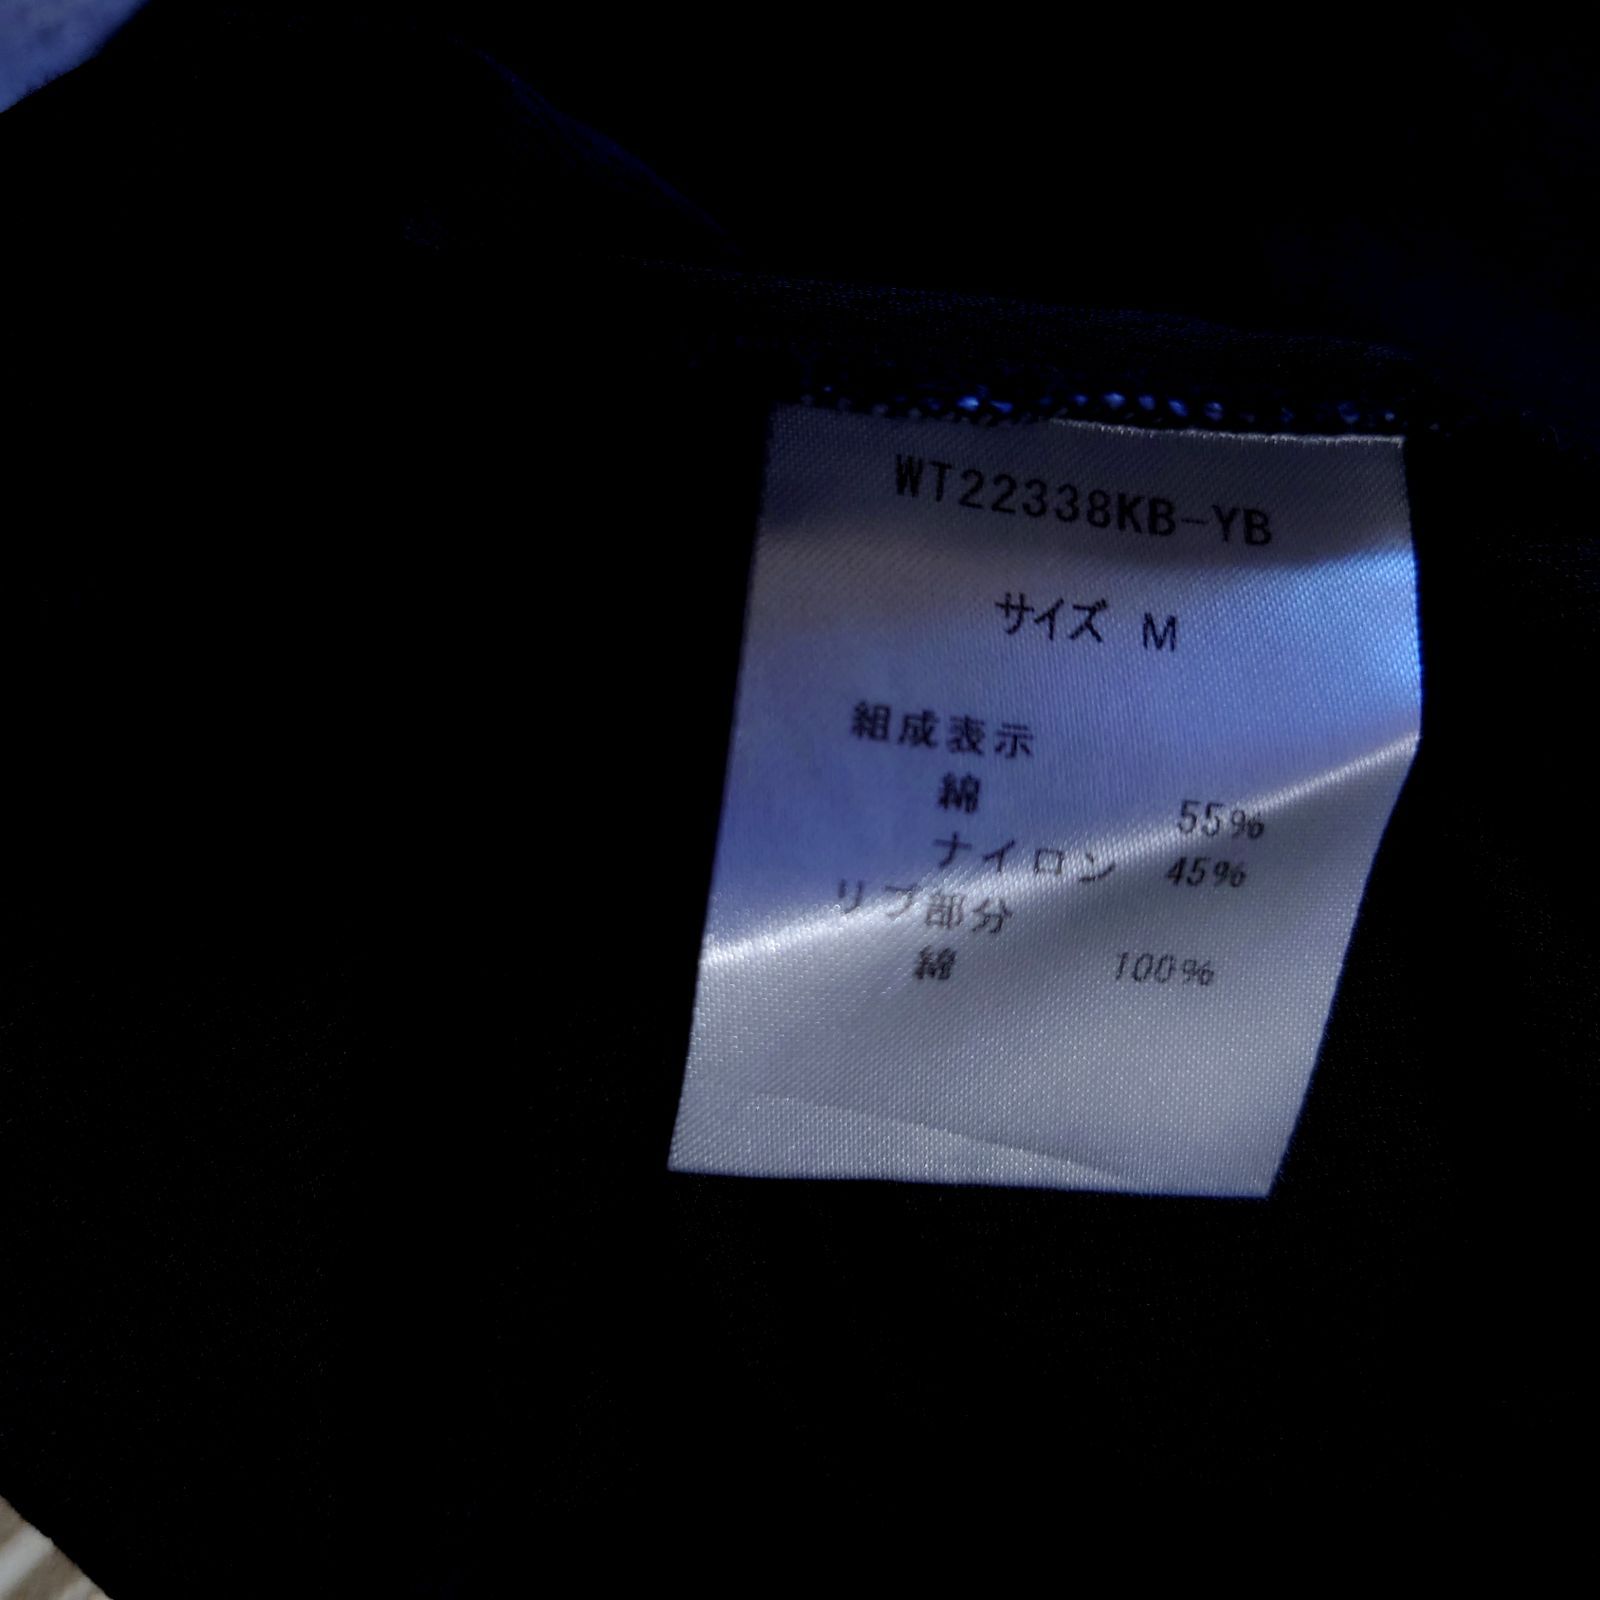 WT22338KB-YB
サイズ M
組成表示
綿 55%
ナイロン 45%
リブ部分
綿 100%